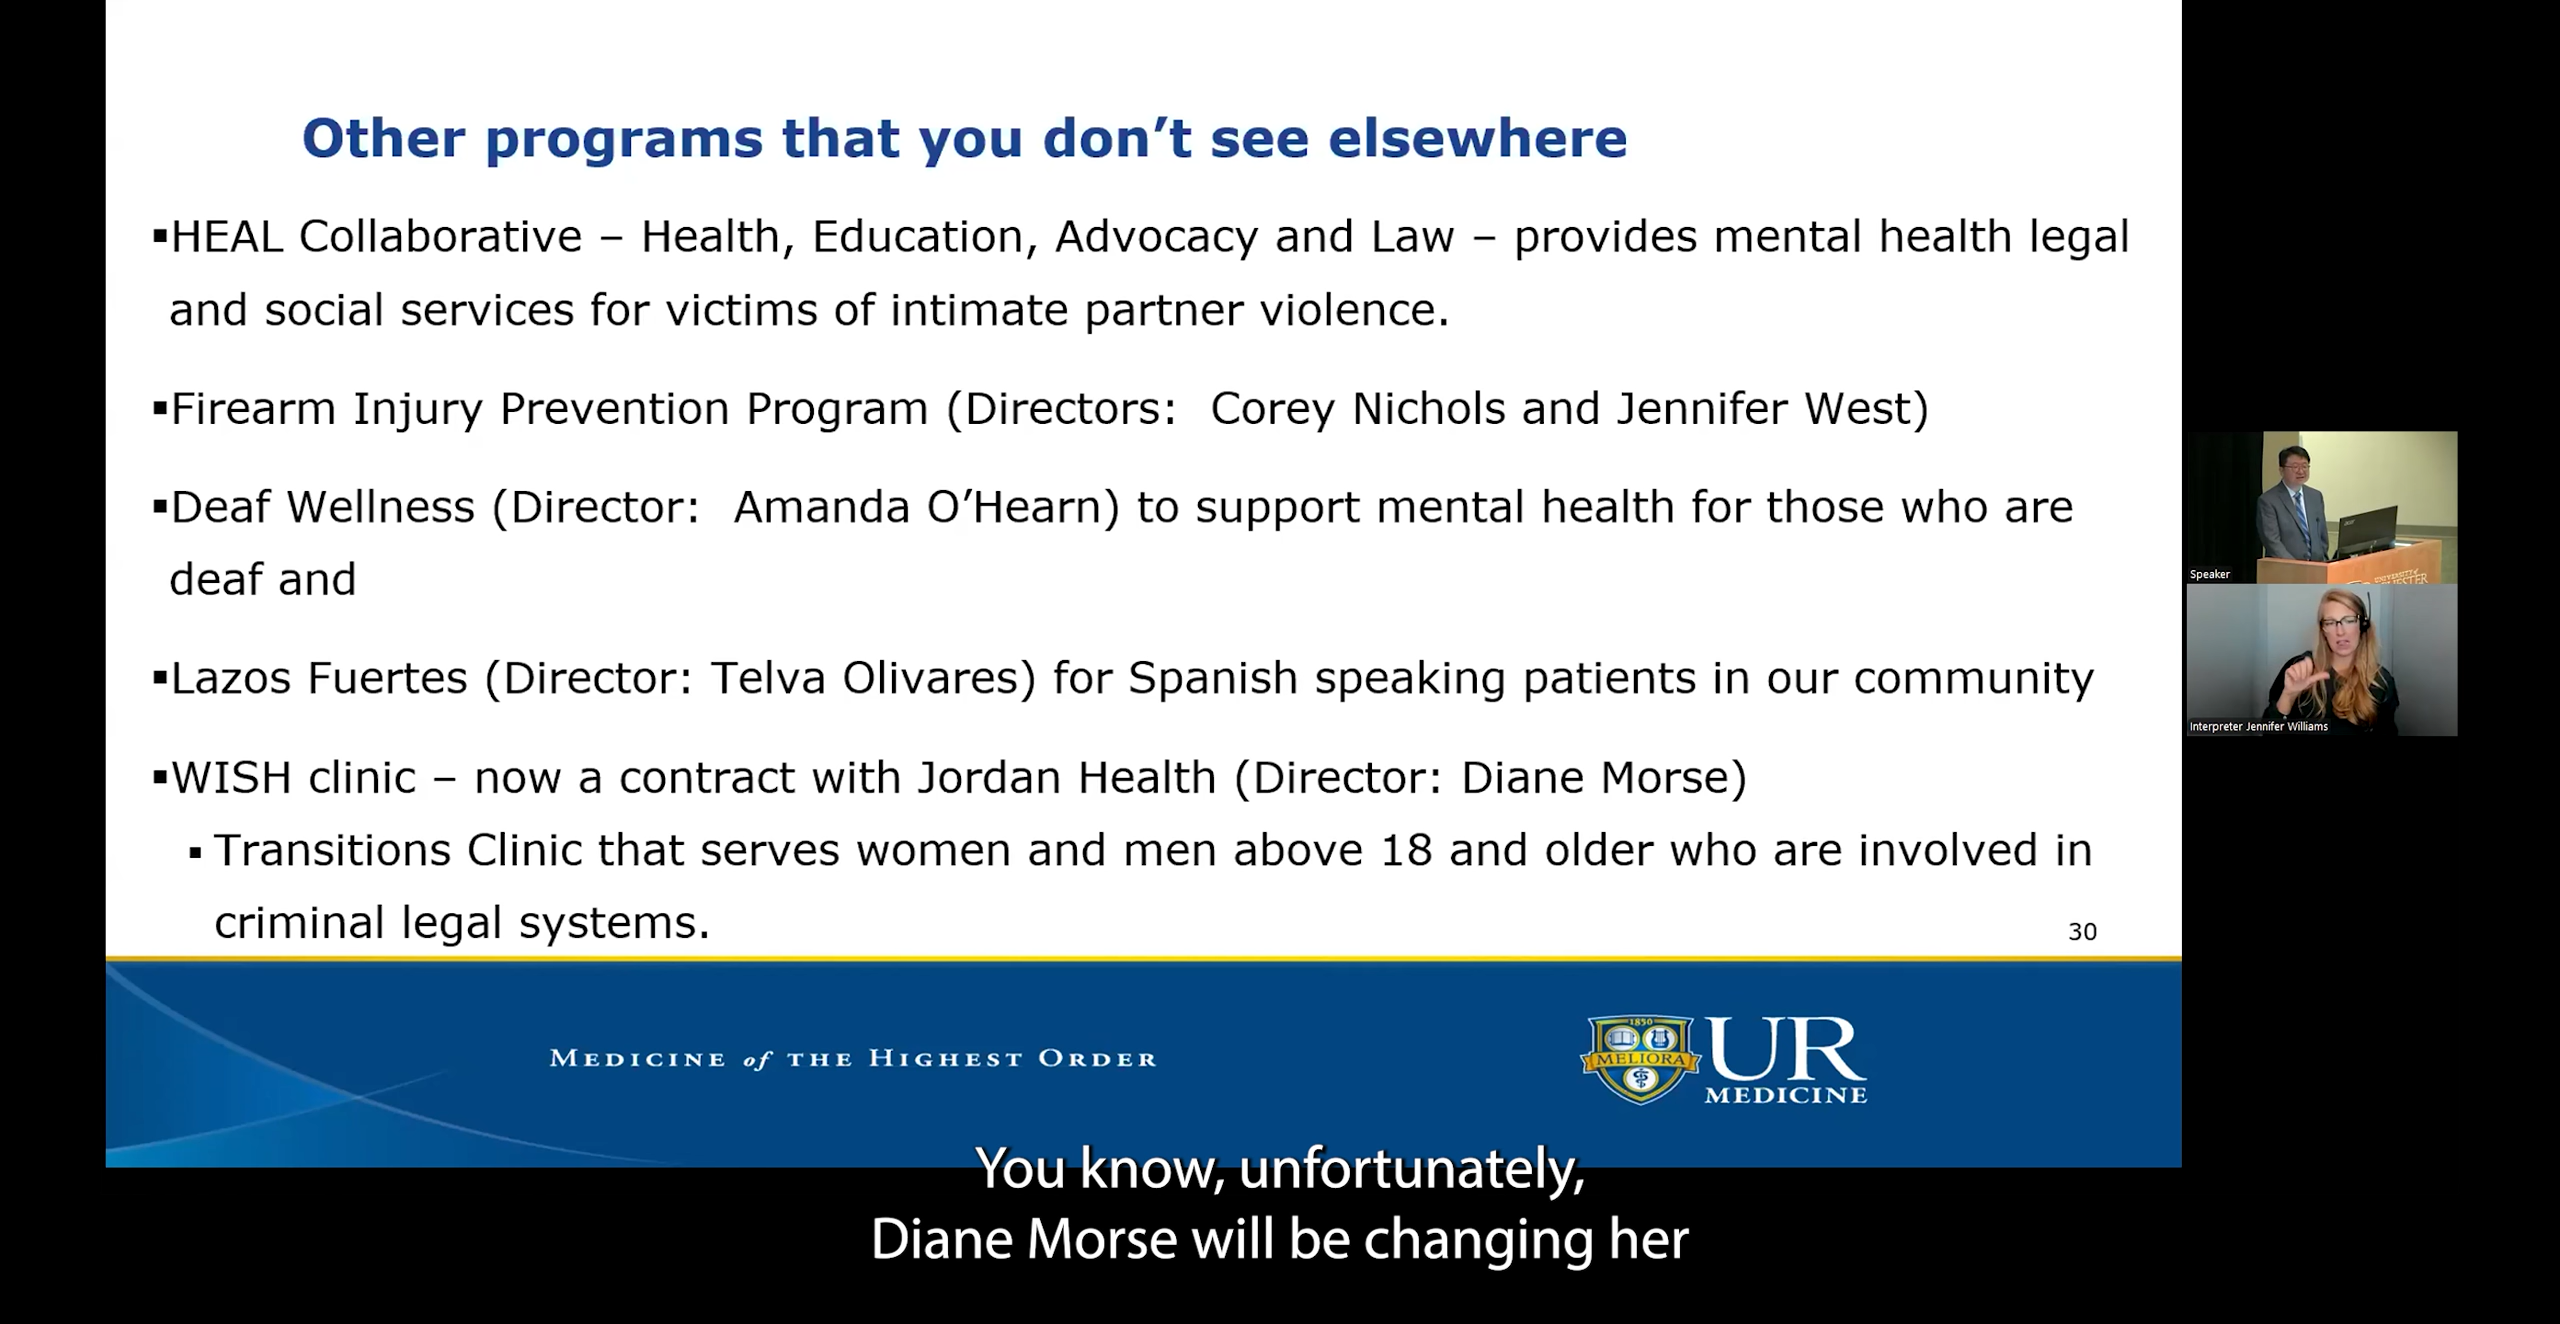 Other programs that you don’t see elsewhere
▪HEAL Collaborative – Health, Education, Advocacy and Law – provides mental health legal
and social services for victims of intimate partner violence.
▪Firearm Injury Prevention Program (Directors:  Corey Nichols and Jennifer West)
▪Deaf Wellness (Director:  Amanda O’Hearn) to support mental health for those who are
deaf and
▪Lazos Fuertes (Director: Telva Olivares) for Spanish speaking patients in our community
▪WISH clinic – now a contract with Jordan Health (Director: Diane Morse)
▪ Transitions Clinic that serves women and men above 18 and older who are involved in
criminal legal systems.
30
Speaker
UNIVERSITY of
Interpreter Jennifer Williams
MEDICINE of THE HIGHEST ORDER
1850
MELIORA
UR
MEDICINE
You know, unfortunately,
Diane Morse will be changing her